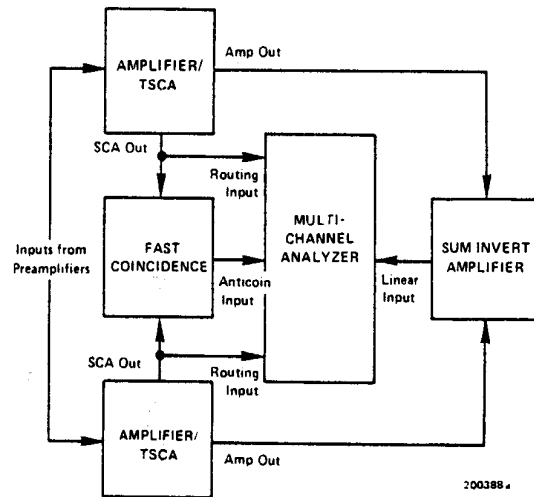 AMPLIFIER/
TSCA
Amp Out
SCA Out
Routing
Input
Inputs from
Preamplifiers
FAST
COINCIDENCE
Anticoin
Input
MULTI-
CHANNEL
ANALYZER
Linear
Input
SUM INVERT
AMPLIFIER
SCA Out
Routing
Input
AMPLIFIER/
TSCA
Amp Out
200388a